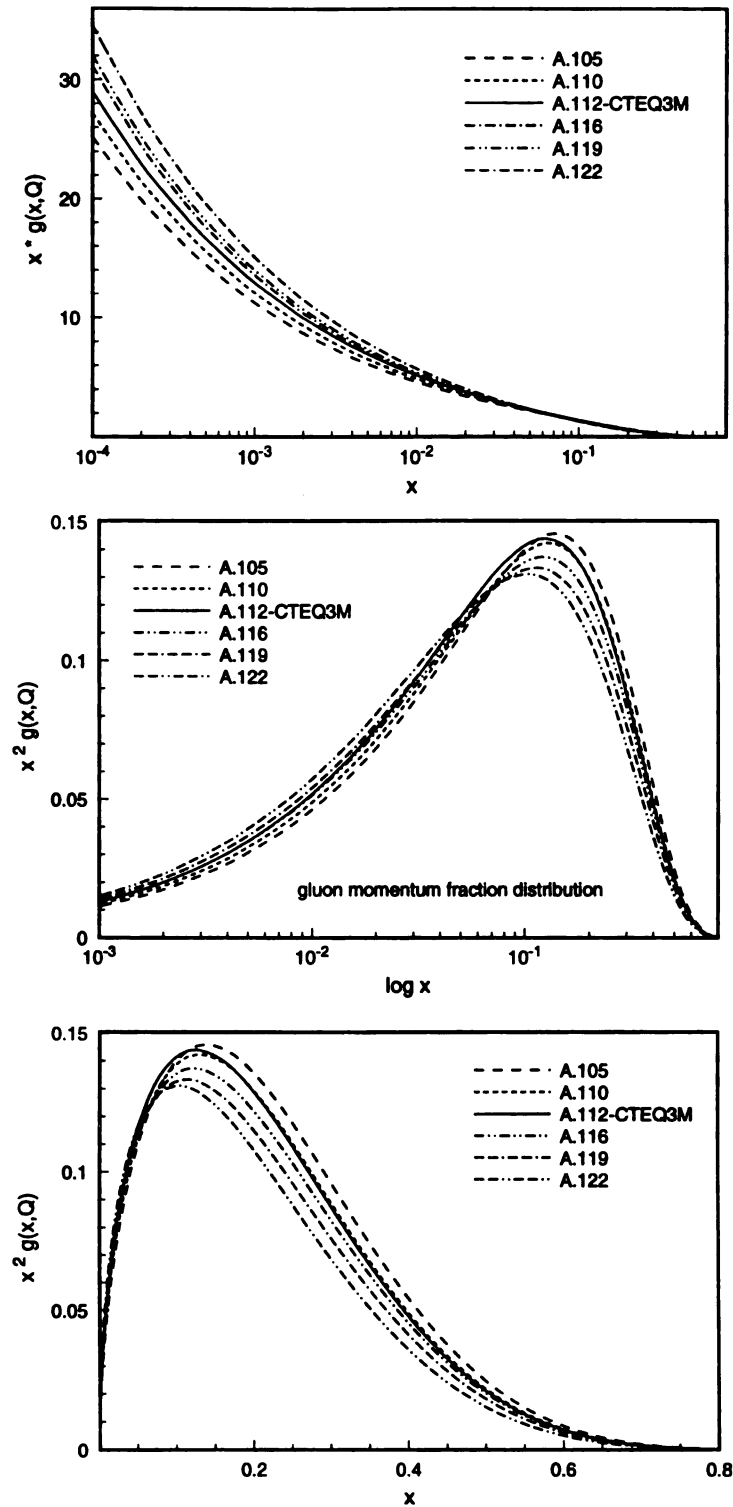 30
20
10
x * g(x,Q)
A.105
A.110
A.112-CTEQ3M
A.116
A.119
A.122
10-4
10-3
10-2
10-1
x
0.15
0.1
0.05
0
x 2 g(x,Q)
A.105
A.110
A.112-CTEQ3M
A.116
A.119
A.122
gluon momentum fraction distribution
10-3
10-2
10-1
log x
0.15
0.1
0.05
0
x 2 g(x,Q)
A.105
A.110
A.112-CTEQ3M
A.116
A.119
A.122
0.2
0.4
0.6
0.8
x